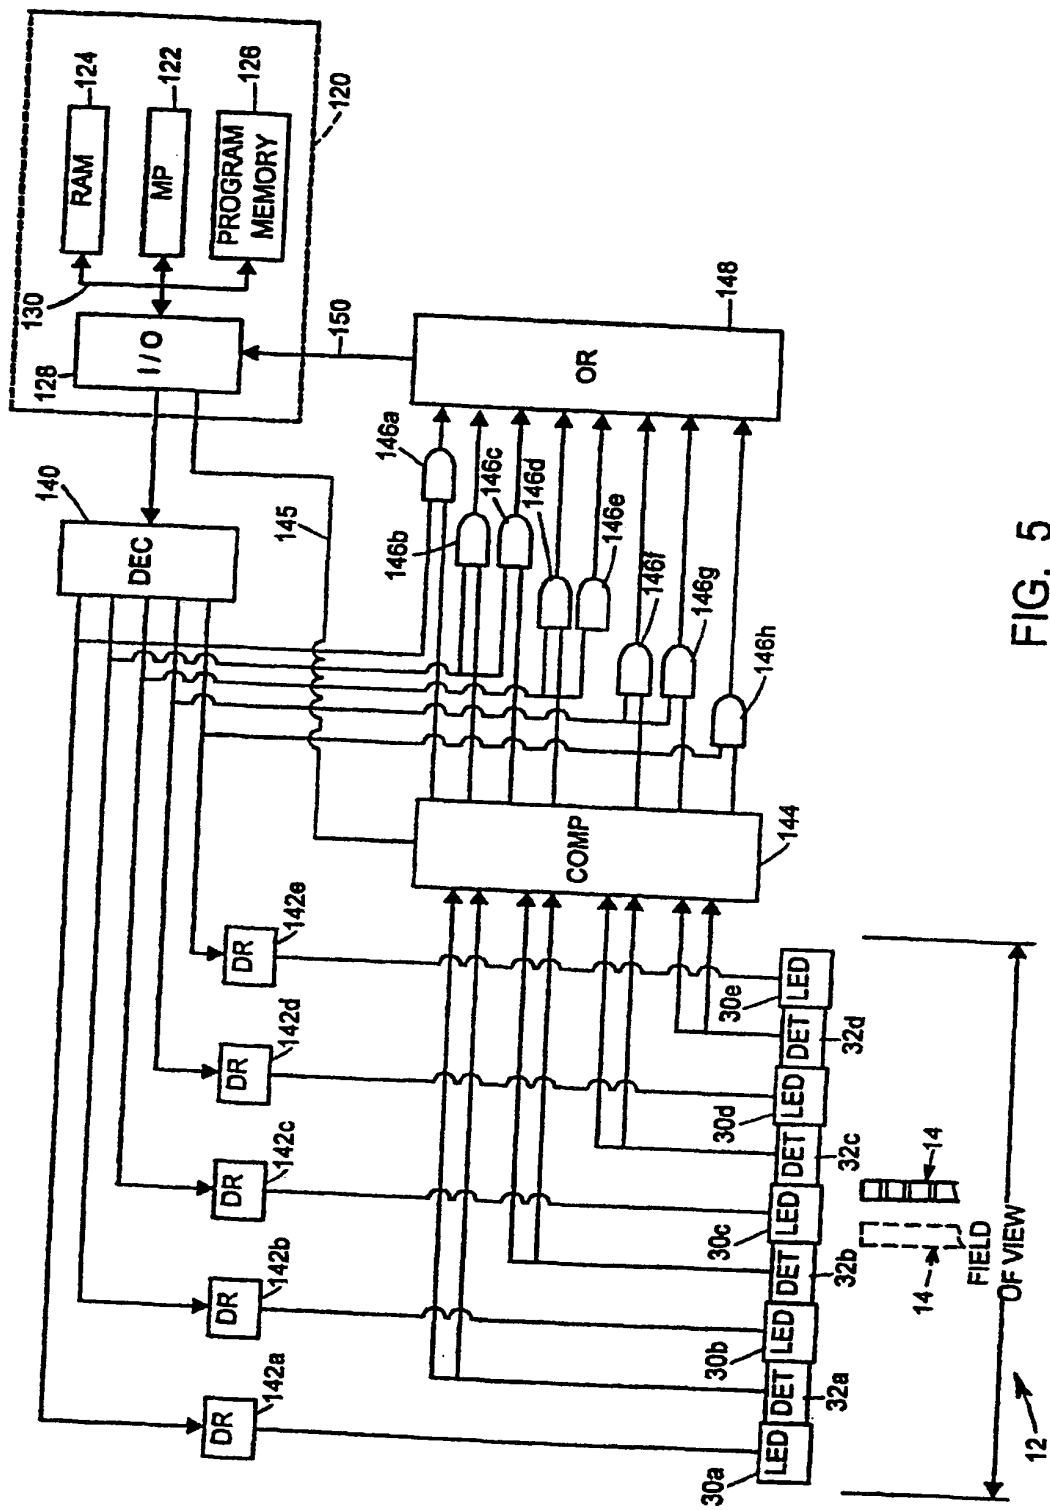 124
122
126
RAM
MP
PROGRAM
MEMORY
120
130
128
I / O
150
148
OR
140
DEC
145
146a
146b
146c
146d
146e
146f
146g
146h
COMP
144
DR
142a
DR
142b
DR
142c
DR
142d
DR
142e
LED
30a
DET
32a
LED
30b
DET
32b
LED
30c
DET
32c
LED
30d
DET
32d
LED
30e
14
14
FIELD
OF VIEW
12
FIG. 5